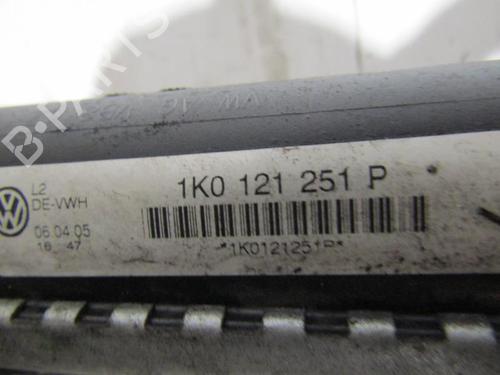 B-PARTS
L2
DE-VWH
06.04.05
16 47
1K0 121 251 P
*1K0121251P*